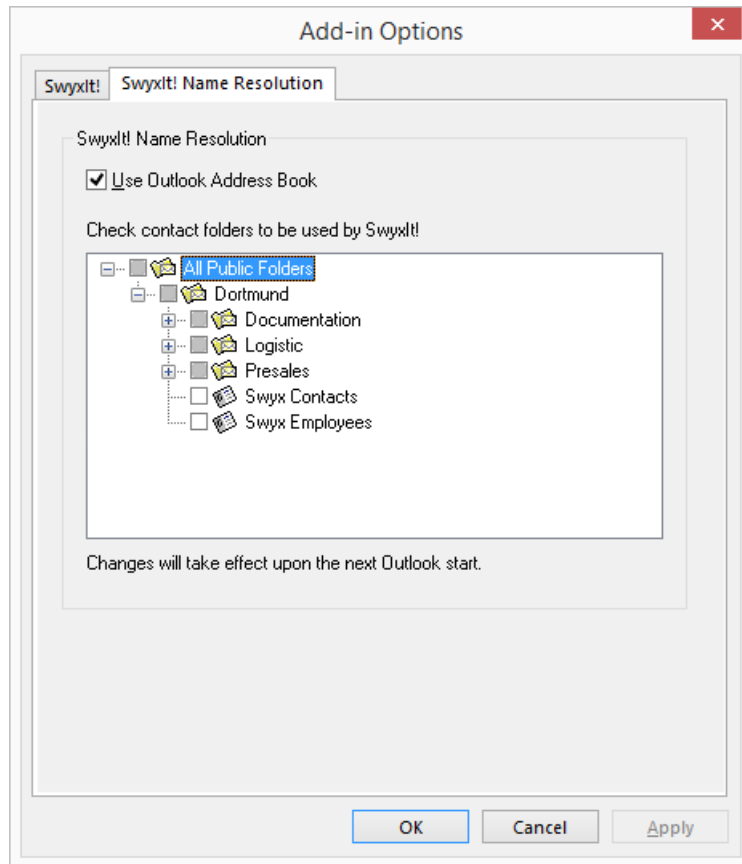 Add-in Options
SwyxIt!
SwyxIt! Name Resolution
SwyxIt! Name Resolution
Use Outlook Address Book
Check contact folders to be used by SwyxIt!
All Public Folders
Dortmund
Documentation
Logistic
Presales
Swyx Contacts
Swyx Employees
Changes will take effect upon the next Outlook start.
OK
Cancel
Apply